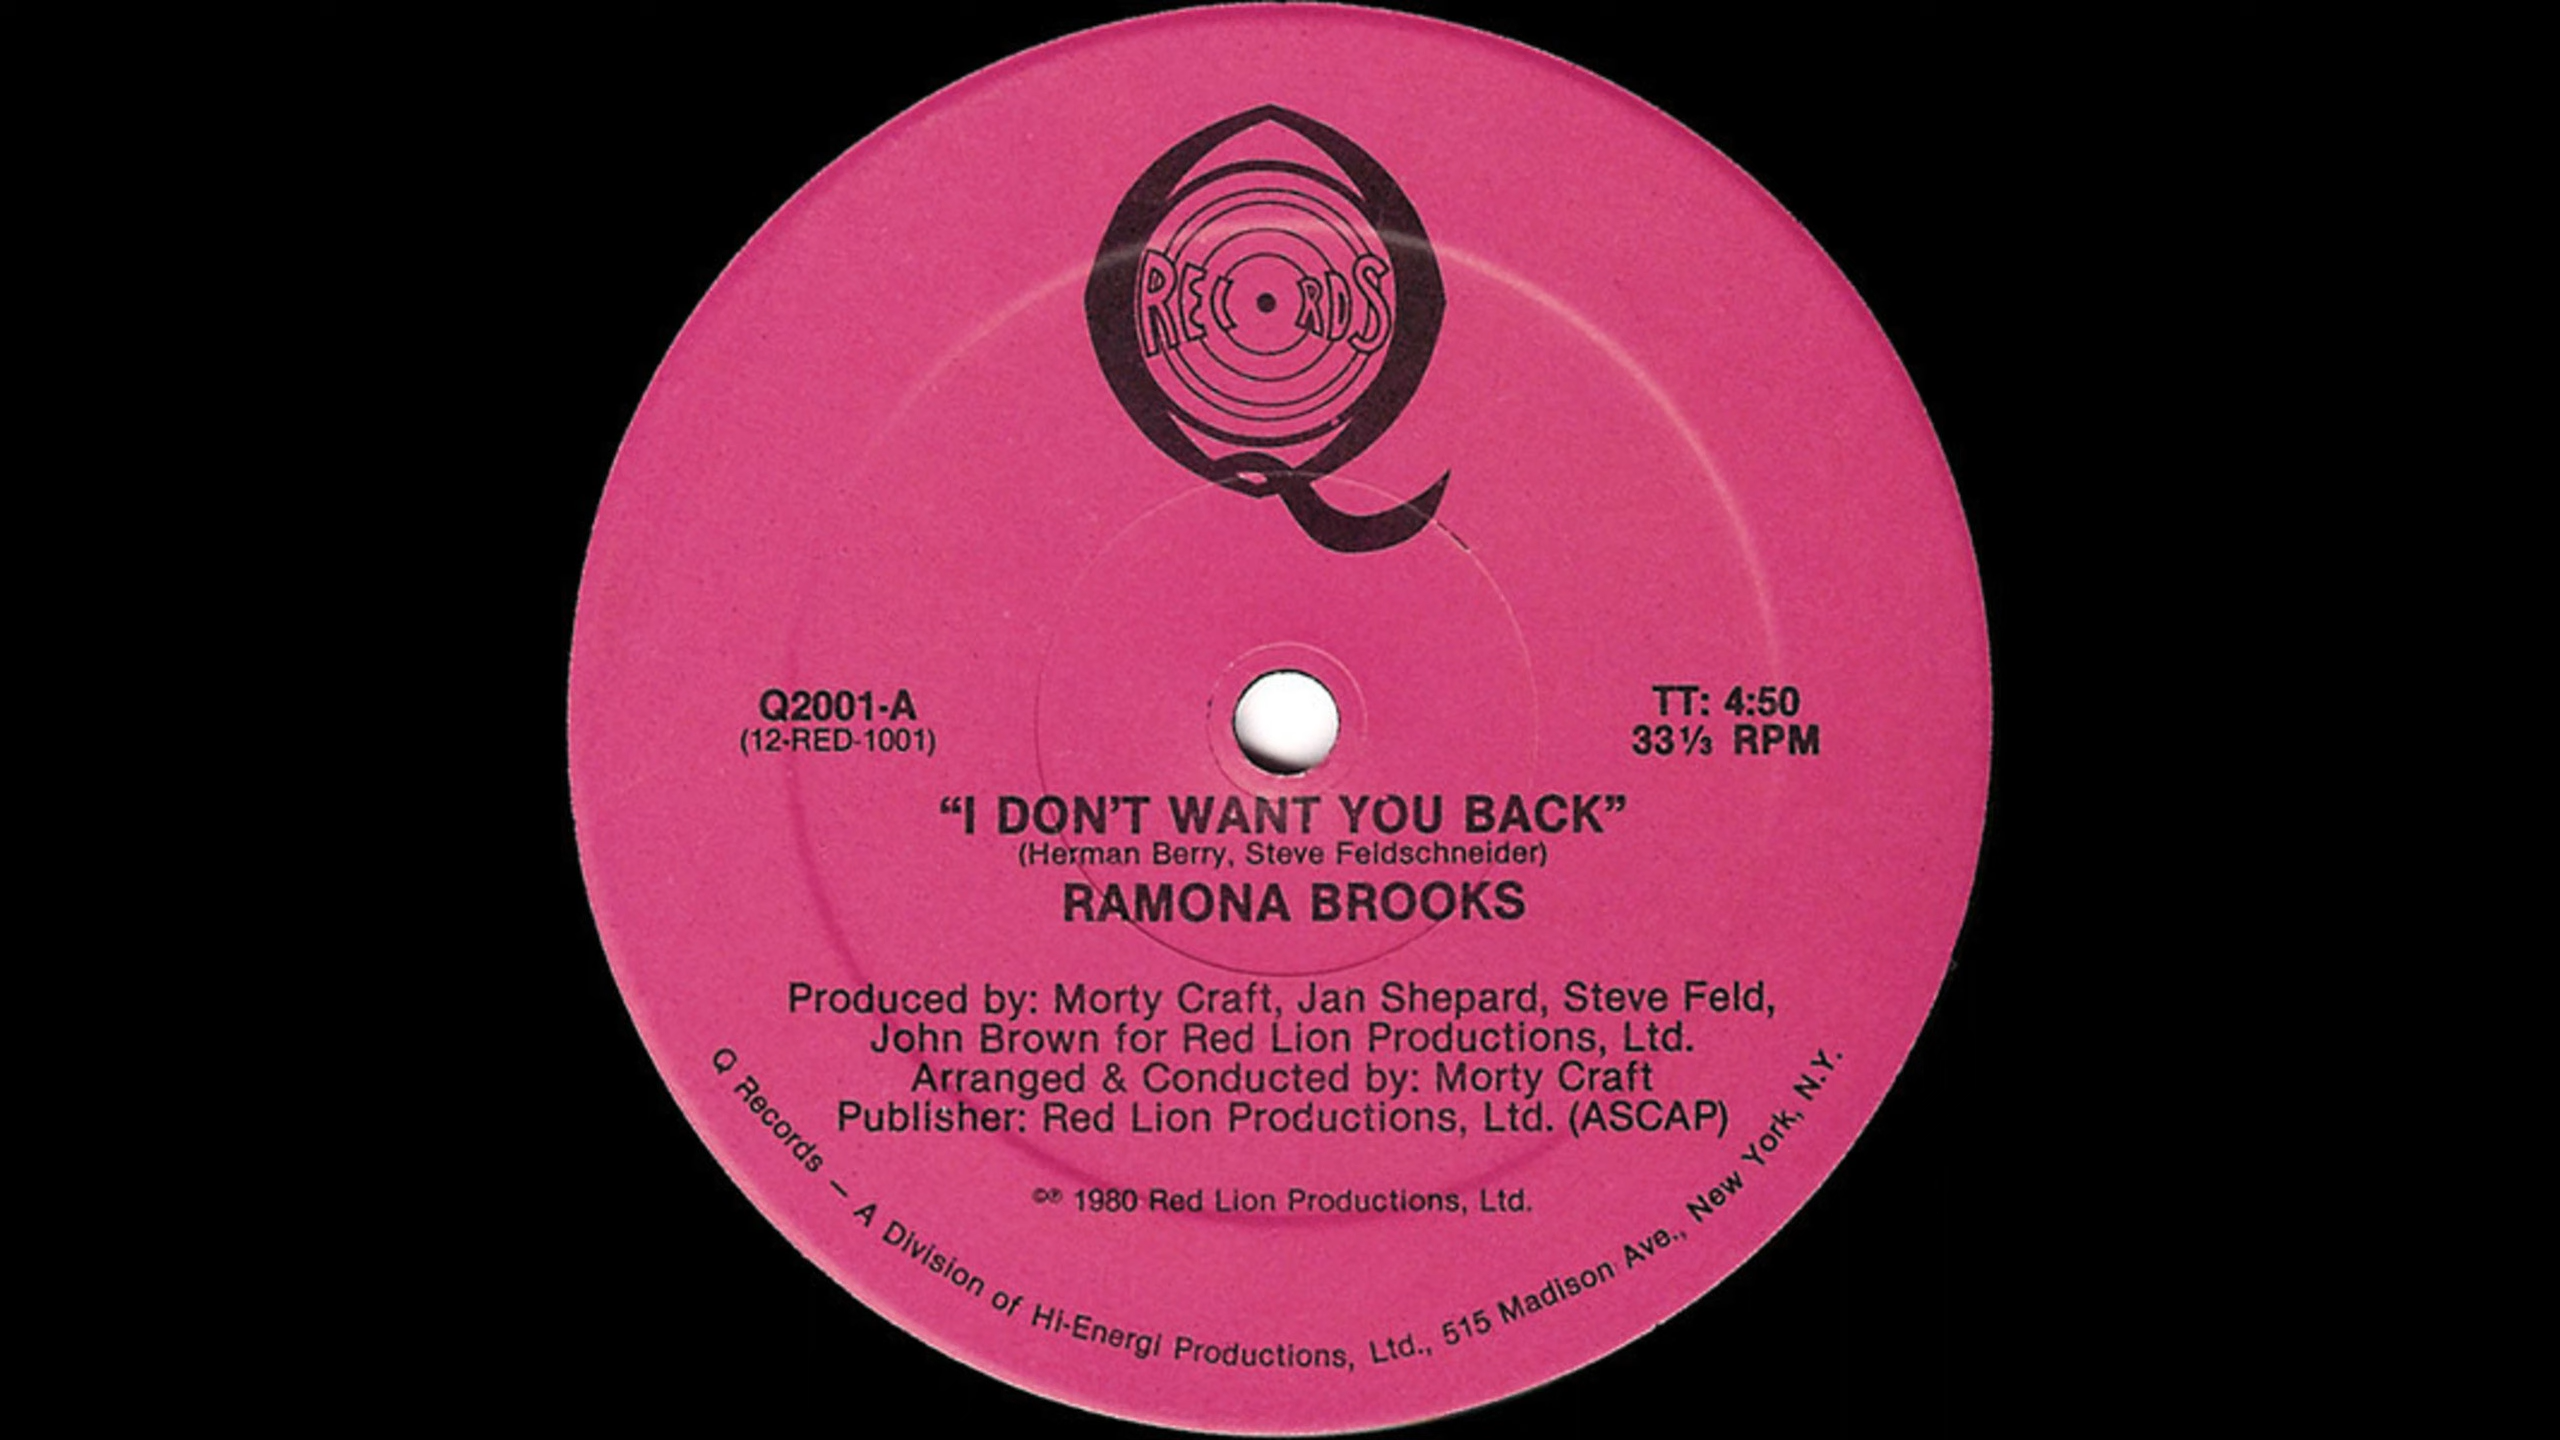 RECORDS
Q2001-A
(12-RED-1001)
TT: 4:50
33⅓ RPM
“I DON’T WANT YOU BACK”
(Herman Berry, Steve Feldschneider)
RAMONA BROOKS
Produced by: Morty Craft, Jan Shepard, Steve Feld,
John Brown for Red Lion Productions, Ltd.
Arranged & Conducted by: Morty Craft
Publisher: Red Lion Productions, Ltd. (ASCAP)
©℗ 1980 Red Lion Productions, Ltd.
Q Records – A Division of Hi-Energi Productions, Ltd., 515 Madison Ave., New York, N.Y.